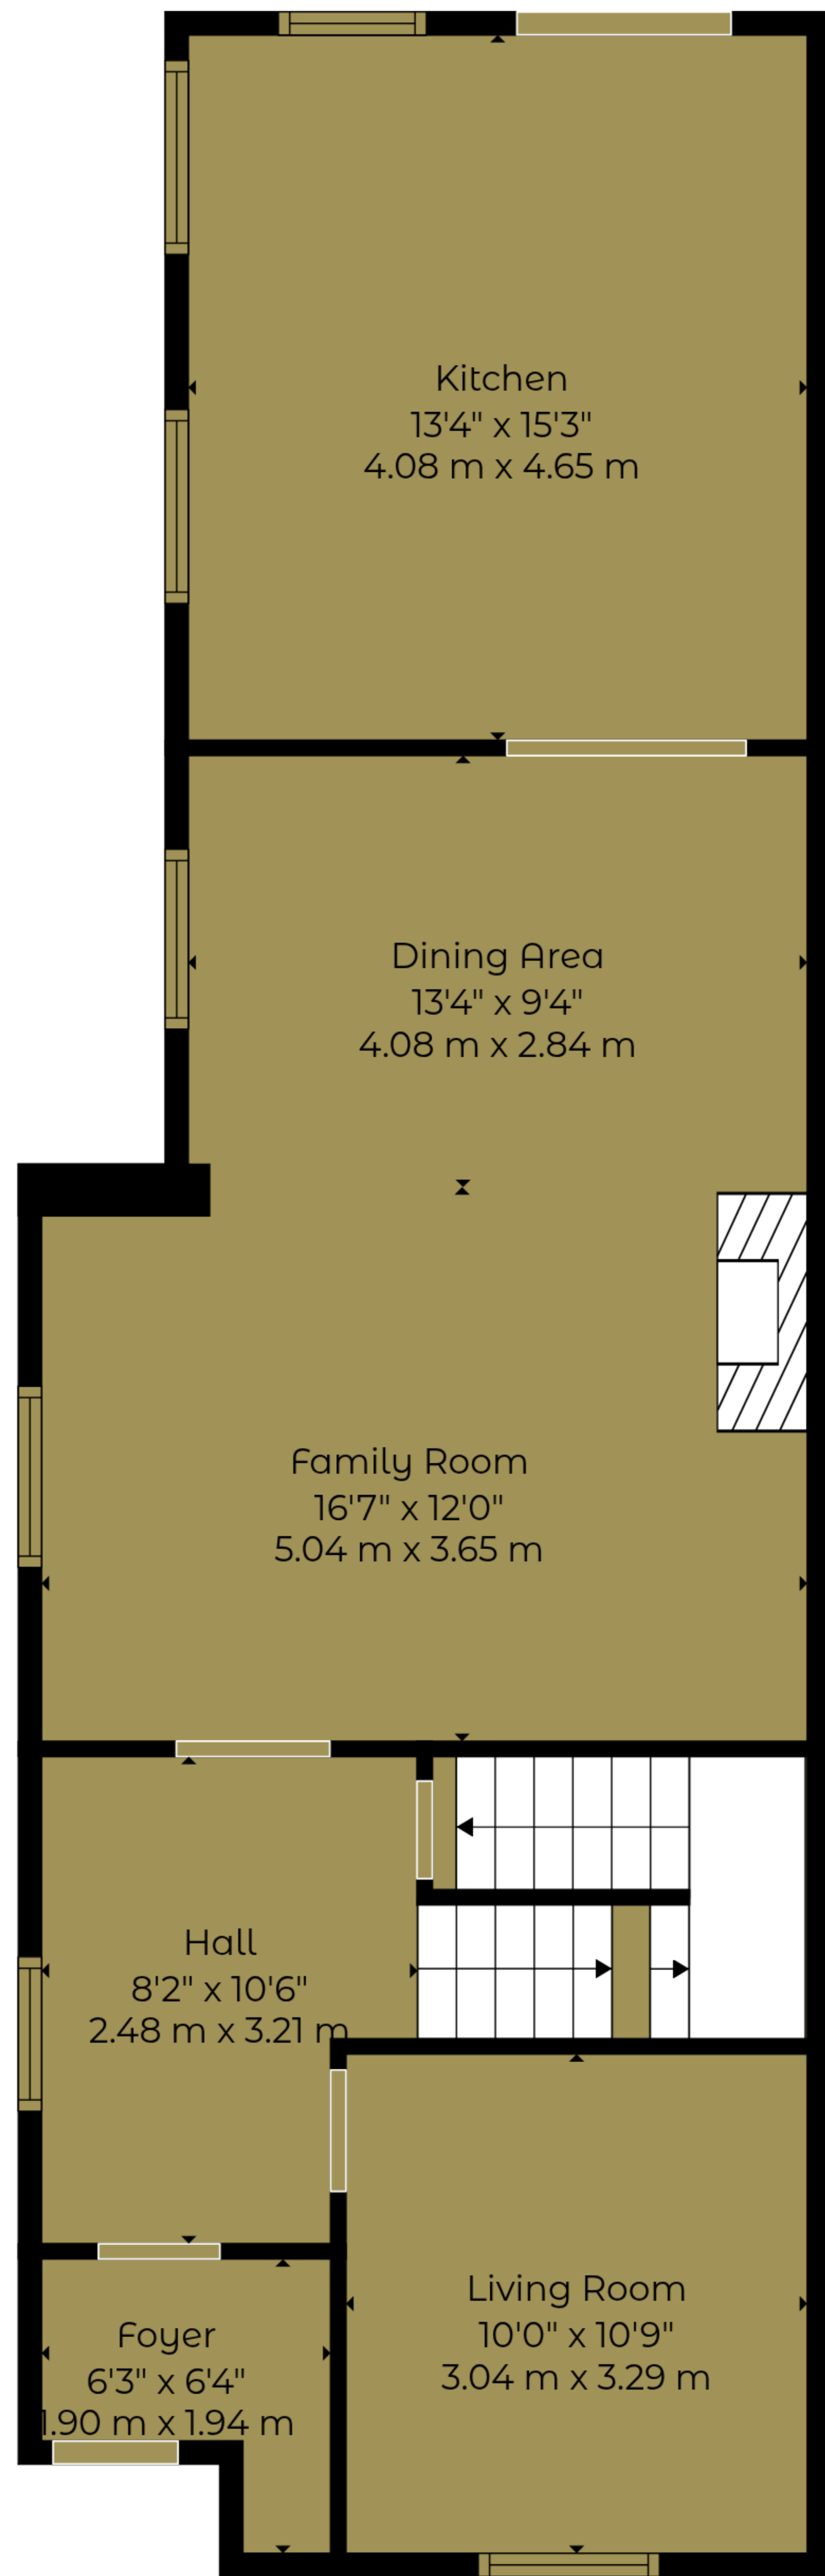 Kitchen
13'4" x 15'3"
4.08 m x 4.65 m
Dining Area
13'4" x 9'4"
4.08 m x 2.84 m
Family Room
16'7" x 12'0"
5.04 m x 3.65 m
Hall
8'2" x 10'6"
2.48 m x 3.21 m
Living Room
10'0" x 10'9"
3.04 m x 3.29 m
Foyer
6'3" x 6'4"
1.90 m x 1.94 m